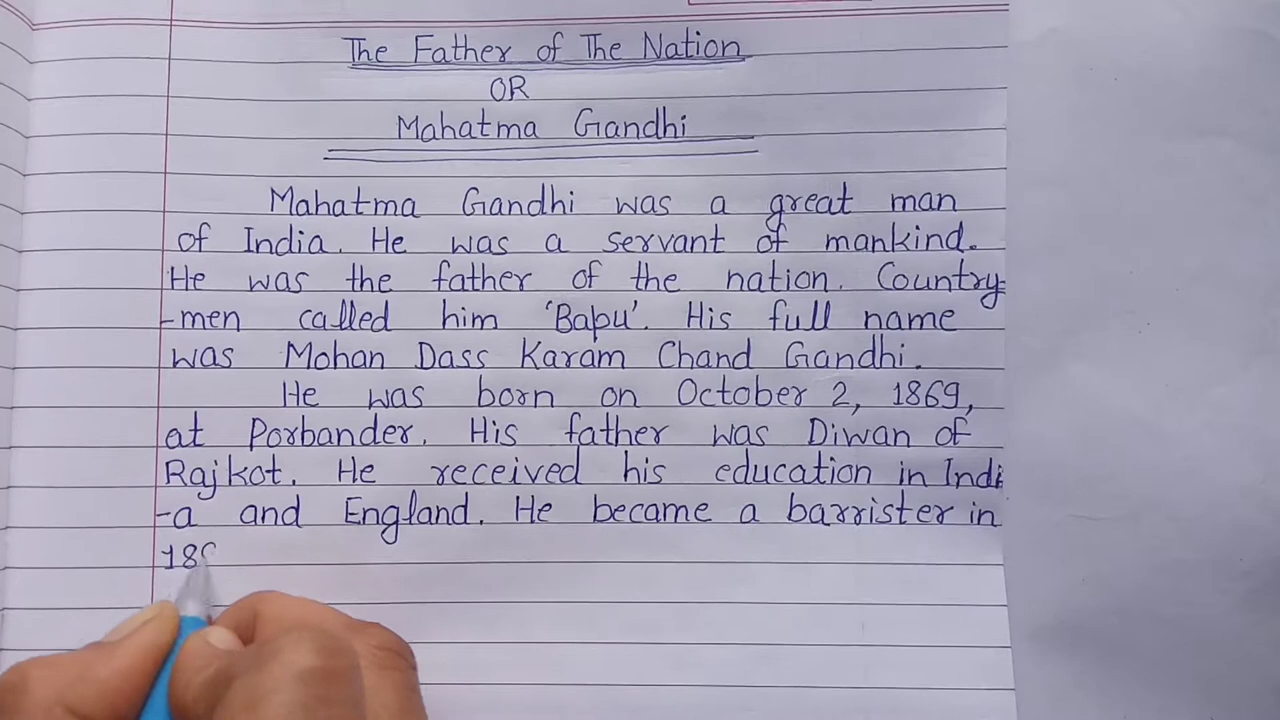 The Father of The Nation
OR
Mahatma Gandhi
Mahatma Gandhi was a great man
of India. He was a servant of mankind.
He was the father of the nation. Country-
-men called him 'Bapu'. His full name
was Mohan Dass Karam Chand Gandhi.
He was born on October 2, 1869,
at Porbander. His father was Diwan of
Rajkot. He received his education in Indi
-a and England. He became a barrister in